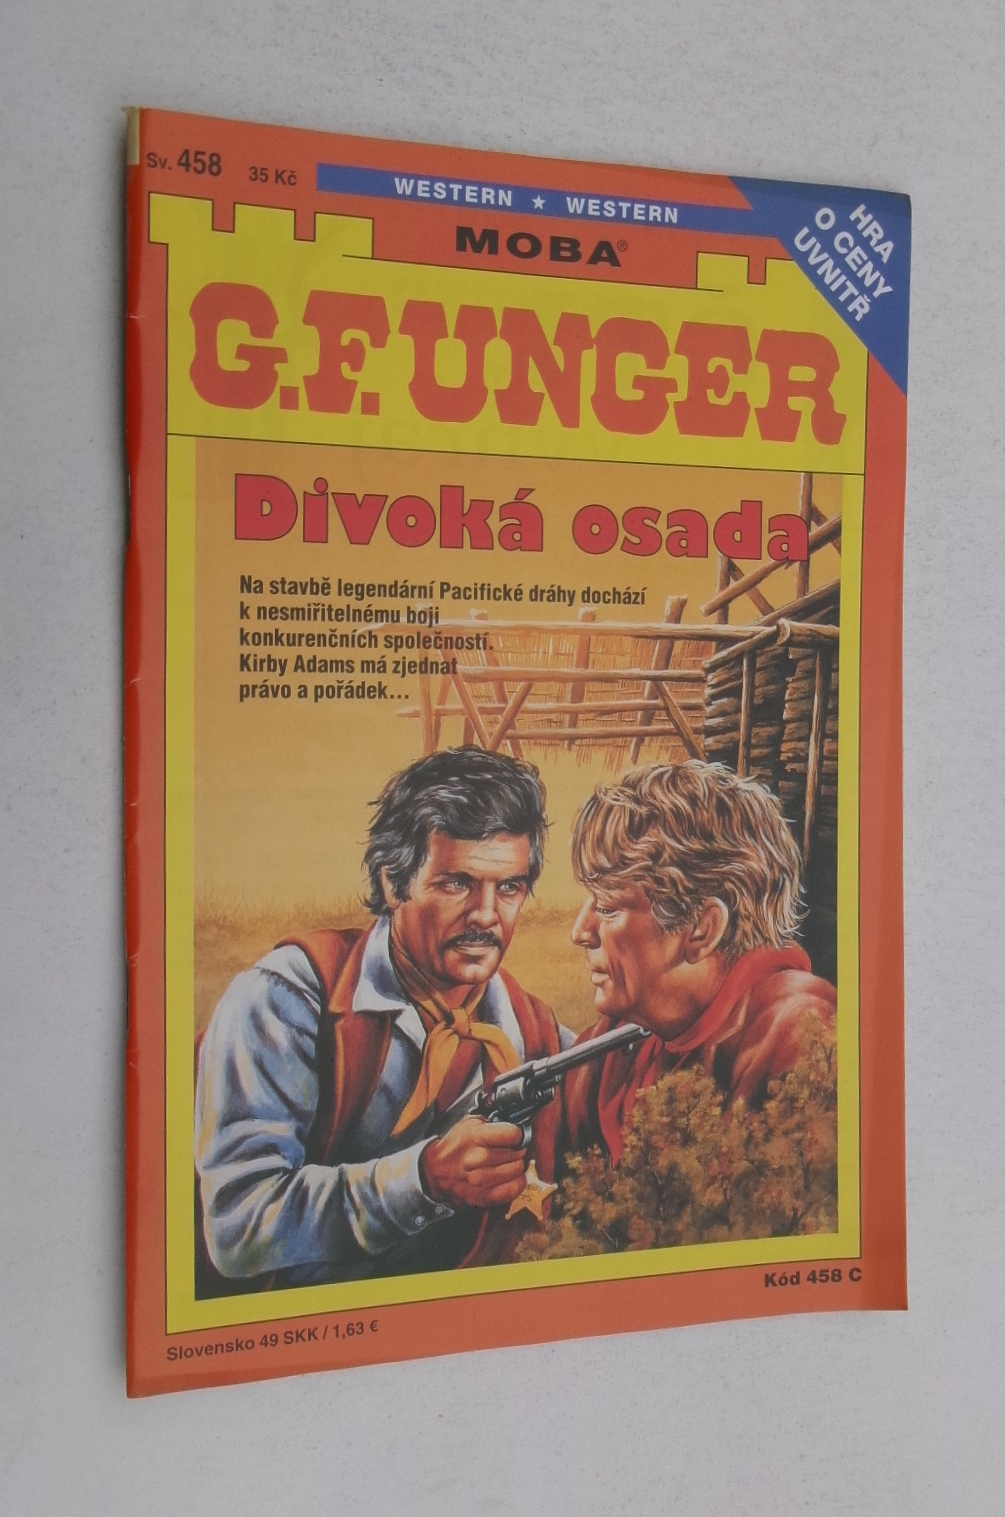 Sv. 458 35 Kč
WESTERN ★ WESTERN
HRA
O CENY
UVNITŘ
MOBA®
G.F. UNGER
Divoká osada
Na stavbě legendární Pacifické dráhy dochází
k nesmiřitelnému boji
konkurenčních společností.
Kirby Adams má zjednat
právo a pořádek...
Kód 458 C
Slovensko 49 SKK / 1,63 €